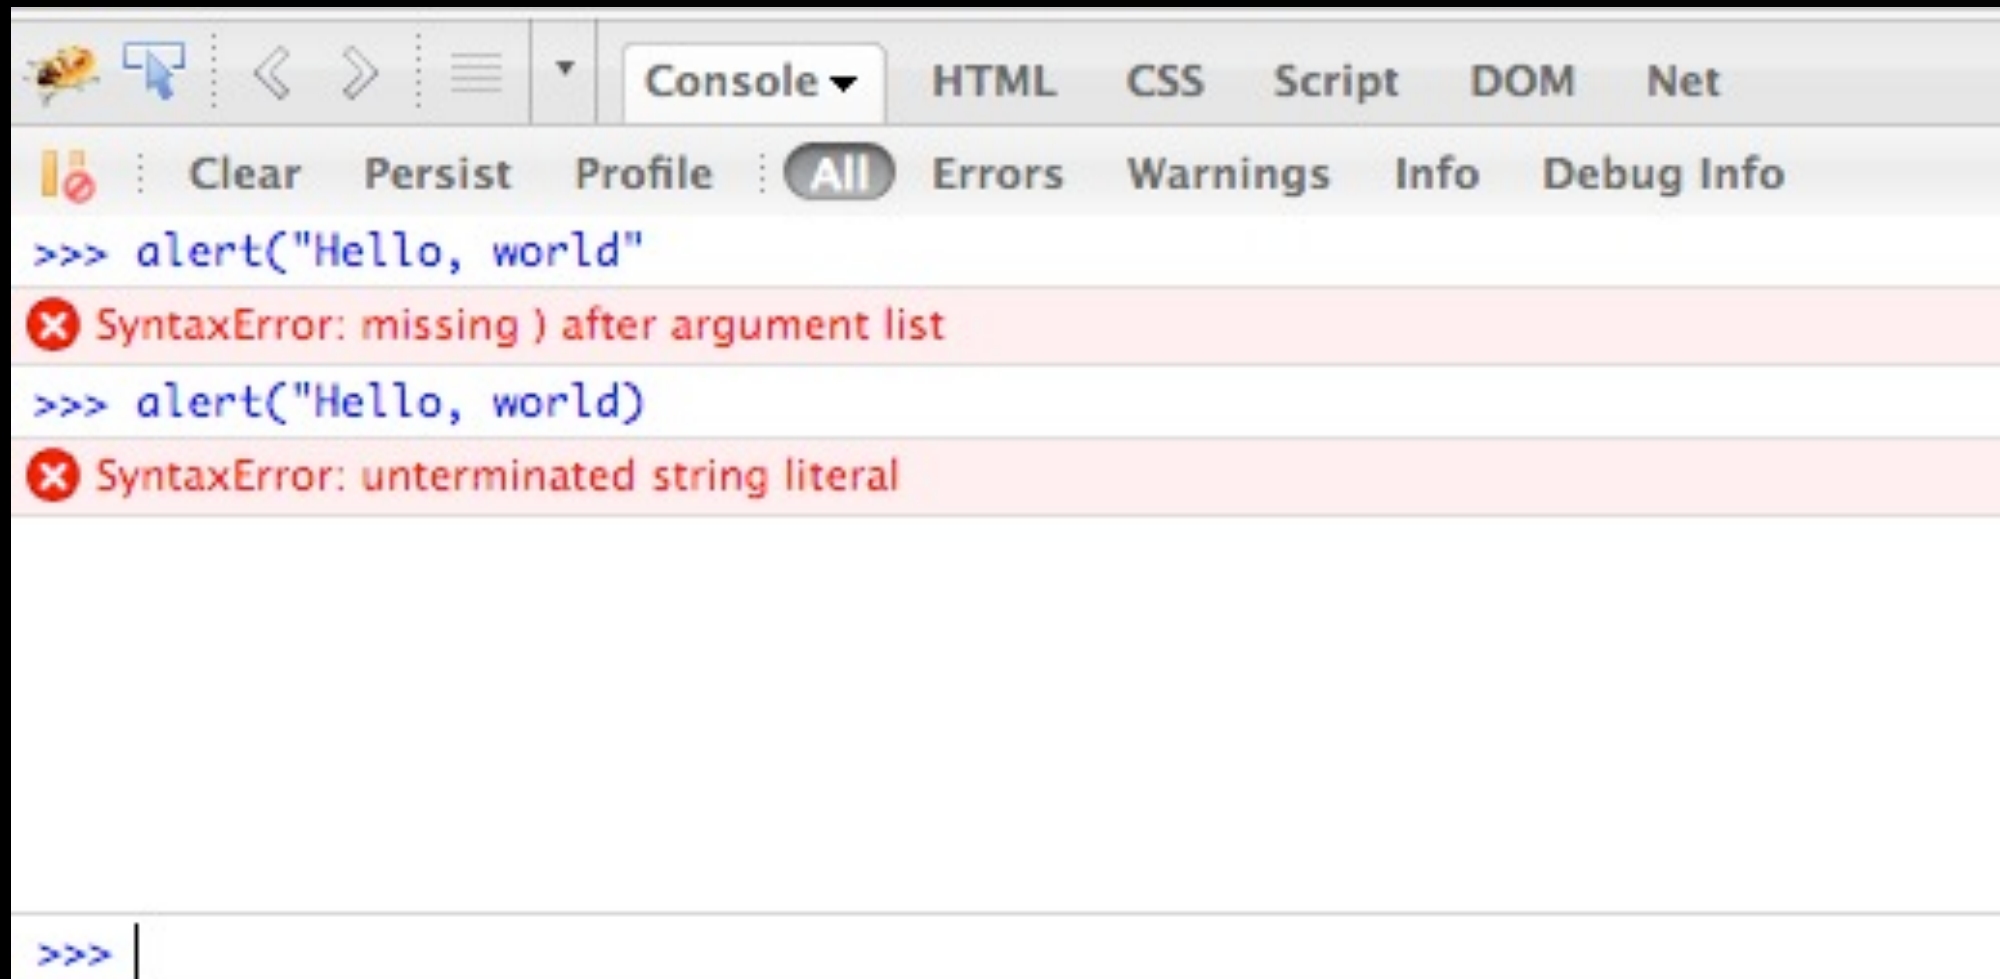 Console HTML CSS Script DOM Net
Clear Persist Profile All Errors Warnings Info Debug Info
>>> alert("Hello, world"
SyntaxError: missing ) after argument list
>>> alert("Hello, world)
SyntaxError: unterminated string literal
>>>